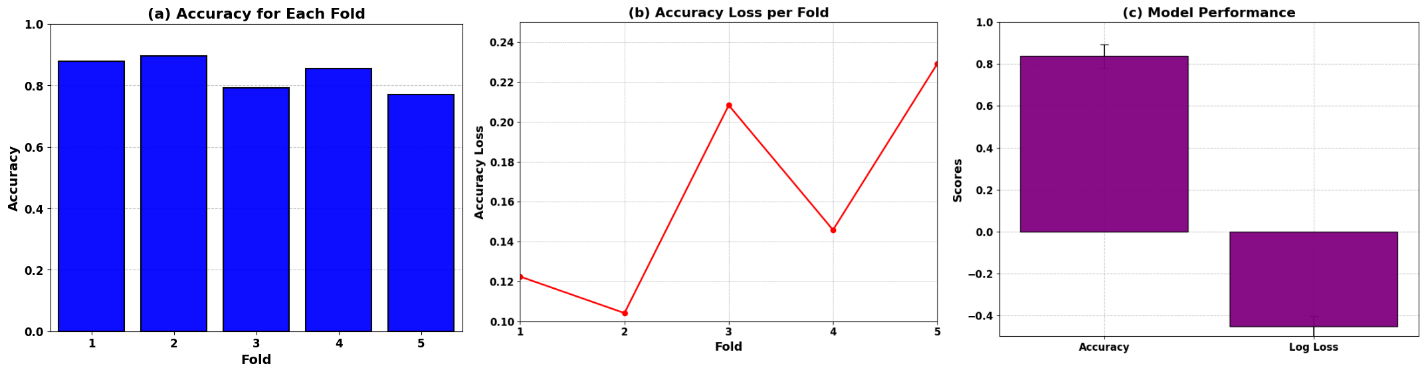 (a) Accuracy for Each Fold
1.0
0.8
0.6
0.4
0.2
0.0
Accuracy
1 2 3 4 5
Fold
(b) Accuracy Loss per Fold
0.24
0.22
0.20
0.18
0.16
0.14
0.12
0.10
Accuracy Loss
1 2 3 4 5
Fold
(c) Model Performance
1.0
0.8
0.6
0.4
0.2
0.0
−0.2
−0.4
Scores
Accuracy Log Loss